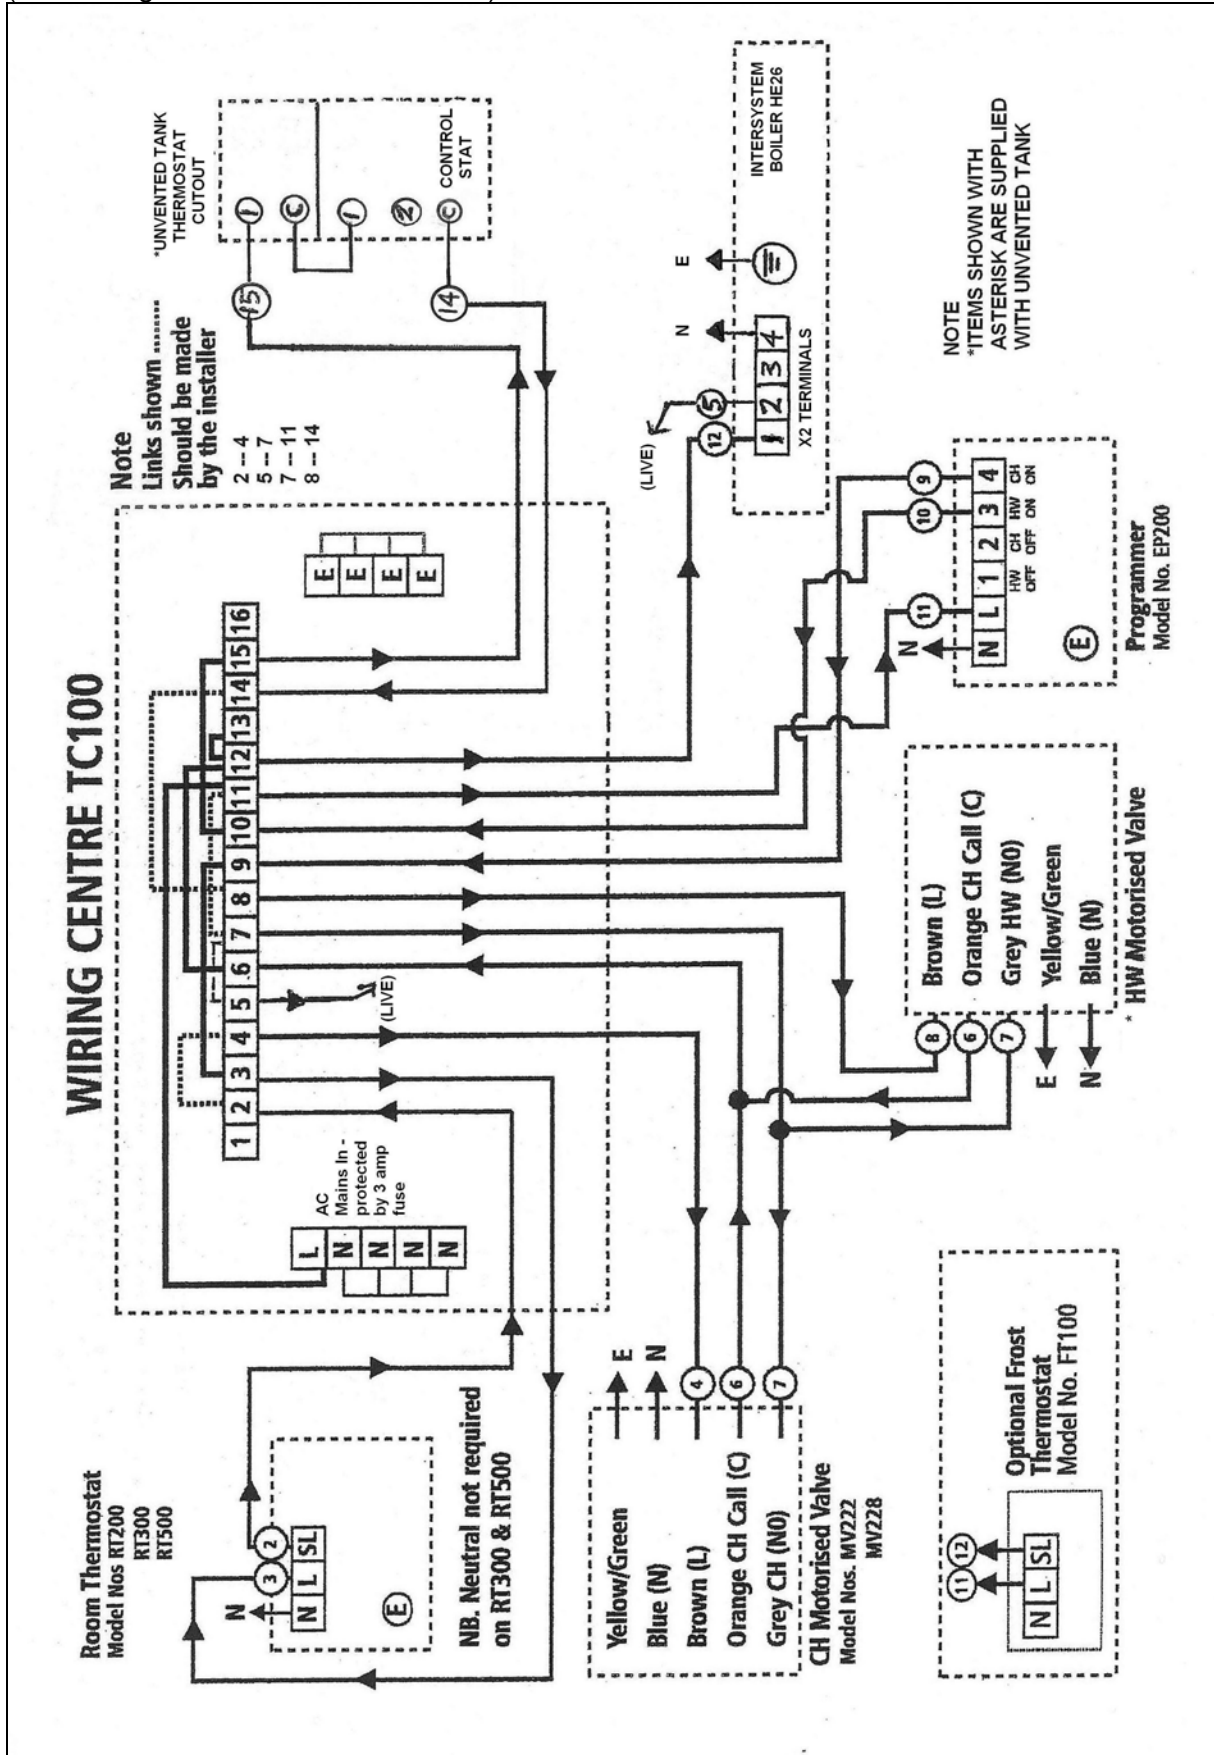 WIRING CENTRE TC100
Room Thermostat
Model Nos RT200
RT300
RT500
N
3
2
N
L
SL
E
NB. Neutral not required
on RT300 & RT500
AC
Mains In -
protected
by 3 amp
fuse
L
N
N
N
N
1
2
3
4
5
6
7
8
9
10
11
12
13
14
15
16
(LIVE)
E
E
E
E
Note
Links shown ........
Should be made
by the installer
2 -- 4
5 -- 7
7 -- 11
8 -- 14
*UNVENTED TANK
THERMOSTAT
CUTOUT
15
14
1
C
1
2
C
CONTROL
STAT
Yellow/Green
Blue (N)
Brown (L)
Orange CH Call (C)
Grey CH (N0)
E
N
4
6
7
CH Motorised Valve
Model Nos. MV222
MV228
8
6
7
E
N
Brown (L)
Orange CH Call (C)
Grey HW (N0)
Yellow/Green
Blue (N)
* HW Motorised Valve
(LIVE)
12
5
N
E
1
2
3
4
X2 TERMINALS
INTERSYSTEM
BOILER HE26
N
11
10
9
N
L
1
2
3
4
HW
OFF
CH
OFF
HW
ON
CH
ON
E
Programmer
Model No. EP200
11
12
N
L
SL
Optional Frost
Thermostat
Model No. FT100
NOTE
*ITEMS SHOWN WITH
ASTERISK ARE SUPPLIED
WITH UNVENTED TANK